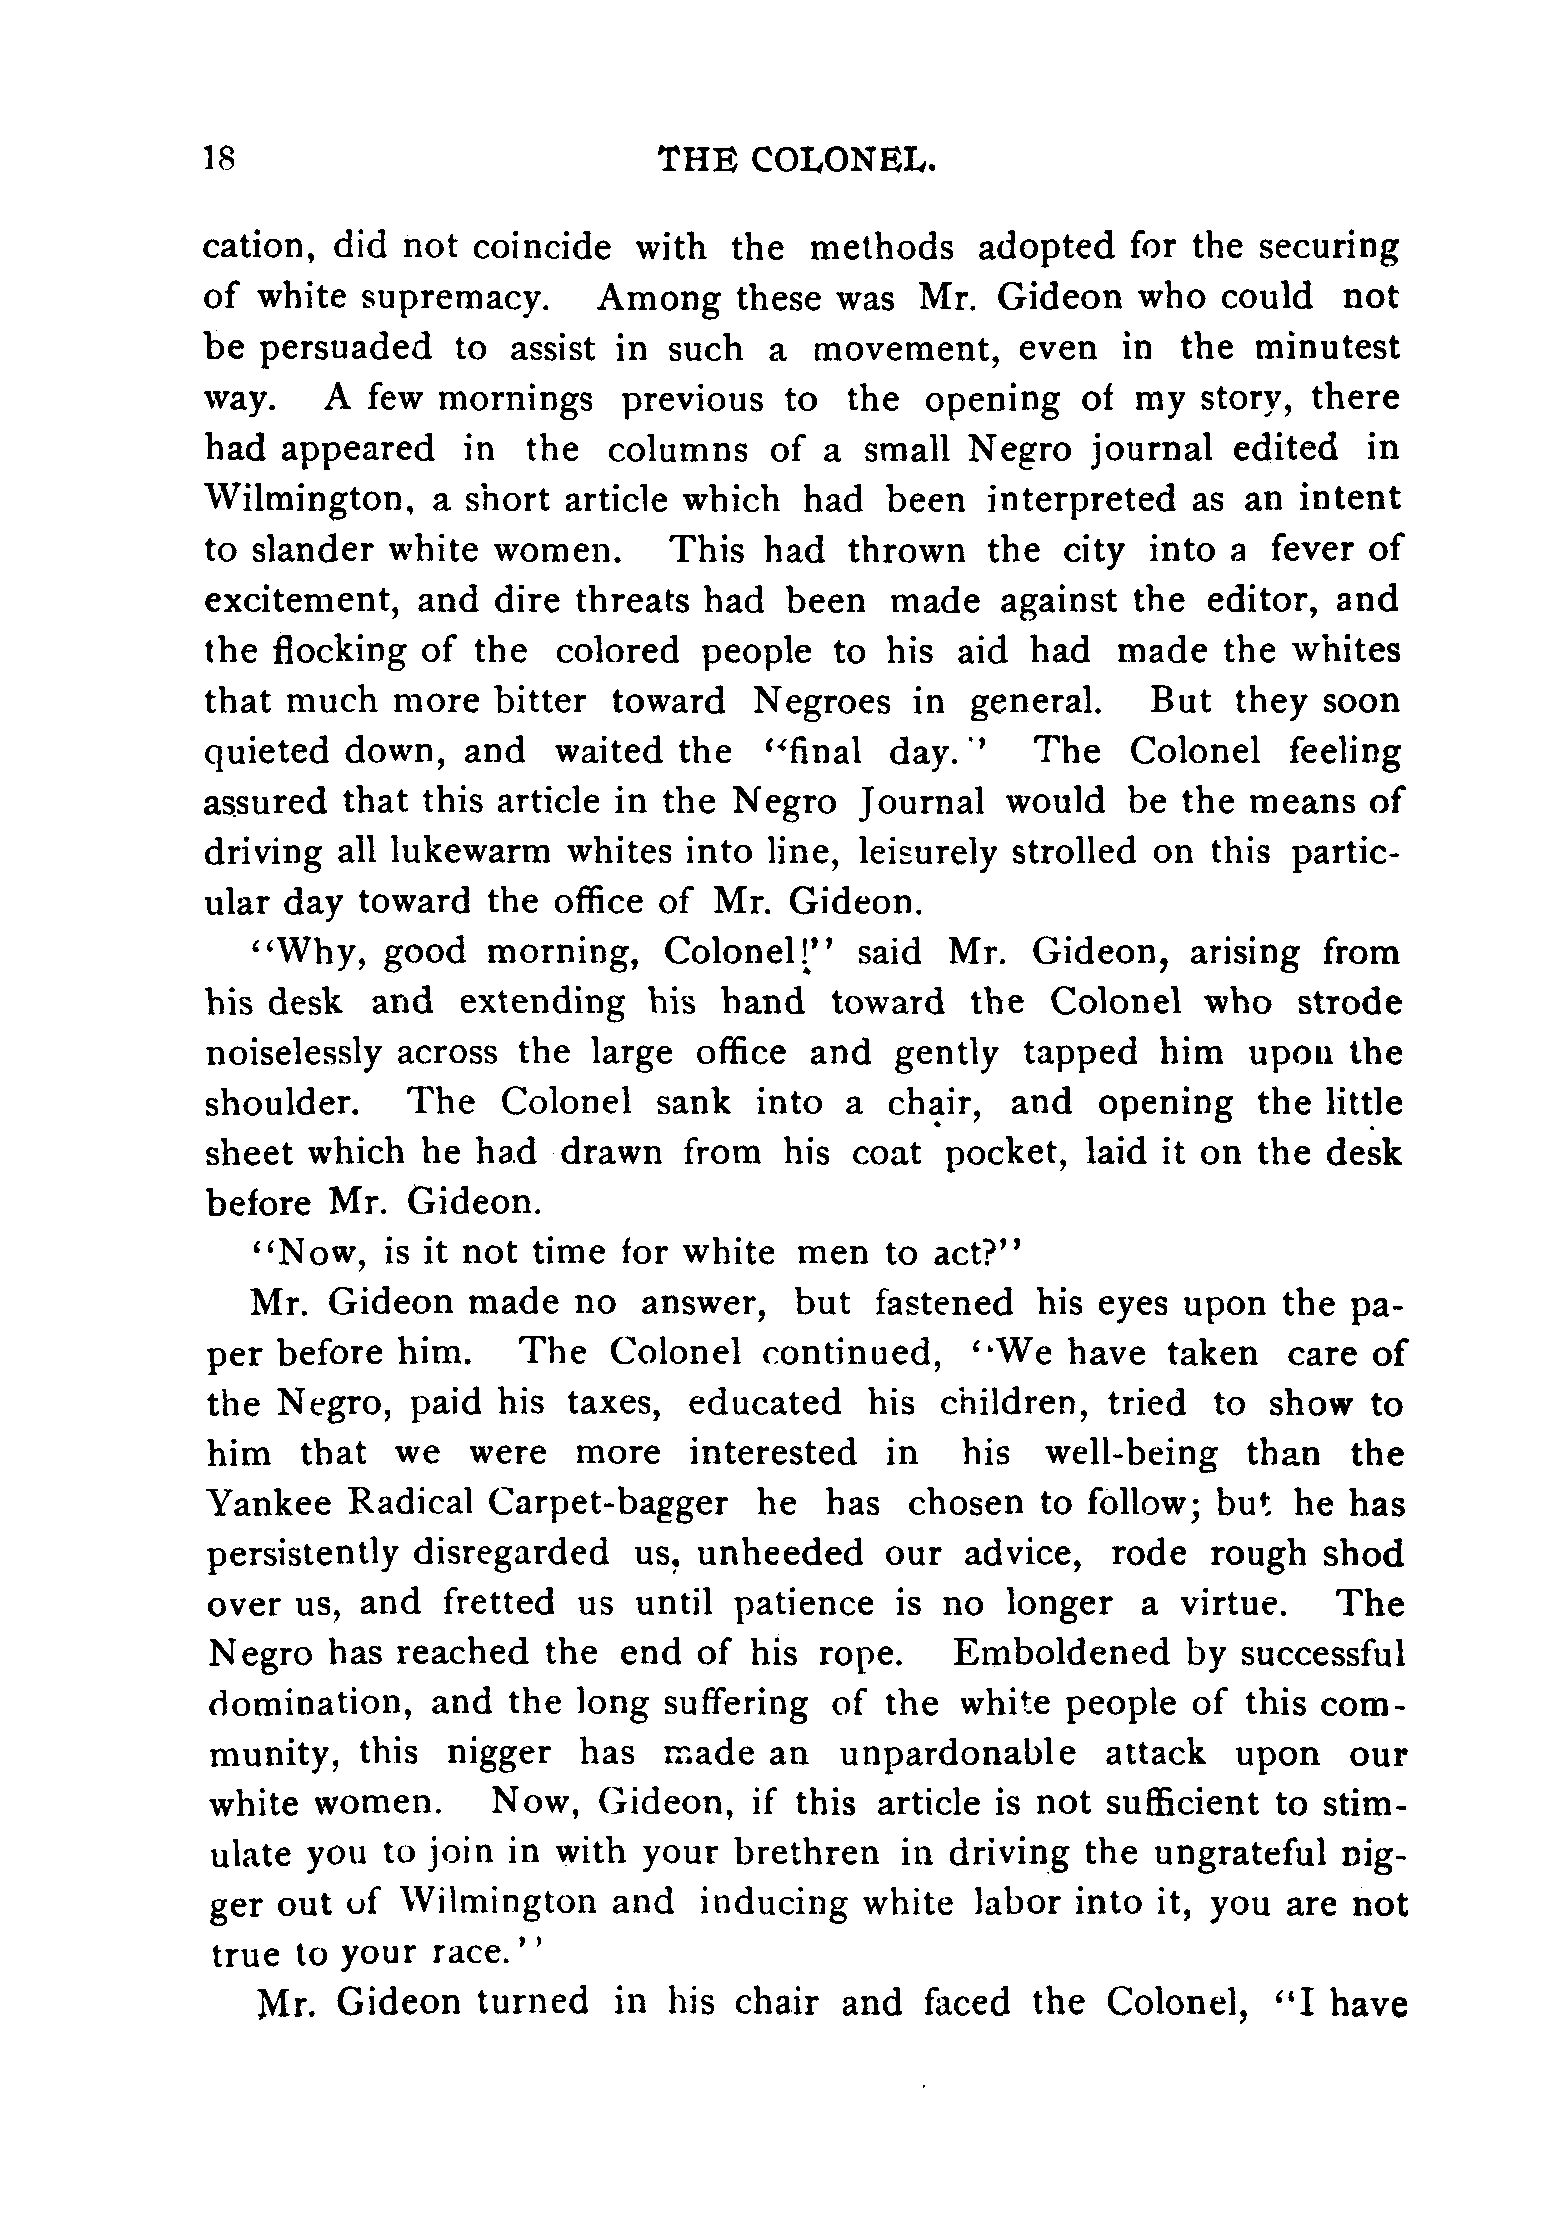 18 THE COLONEL.
cation, did not coincide with the methods adopted for the securing
of white supremacy. Among these was Mr. Gideon who could not
be persuaded to assist in such a movement, even in the minutest
way. A few mornings previous to the opening of my story, there
had appeared in the columns of a small Negro journal edited in
Wilmington, a short article which had been interpreted as an intent
to slander white women. This had thrown the city into a fever of
excitement, and dire threats had been made against the editor, and
the flocking of the colored people to his aid had made the whites
that much more bitter toward Negroes in general. But they soon
quieted down, and waited the "final day." The Colonel feeling
assured that this article in the Negro Journal would be the means of
driving all lukewarm whites into line, leisurely strolled on this partic-
ular day toward the office of Mr. Gideon.
"Why, good morning, Colonel!" said Mr. Gideon, arising from
his desk and extending his hand toward the Colonel who strode
noiselessly across the large office and gently tapped him upon the
shoulder. The Colonel sank into a chair, and opening the little
sheet which he had drawn from his coat pocket, laid it on the desk
before Mr. Gideon.
"Now, is it not time for white men to act?"
Mr. Gideon made no answer, but fastened his eyes upon the pa-
per before him. The Colonel continued, "We have taken care of
the Negro, paid his taxes, educated his children, tried to show to
him that we were more interested in his well-being than the
Yankee Radical Carpet-bagger he has chosen to follow; but he has
persistently disregarded us, unheeded our advice, rode rough shod
over us, and fretted us until patience is no longer a virtue. The
Negro has reached the end of his rope. Emboldened by successful
domination, and the long suffering of the white people of this com-
munity, this nigger has made an unpardonable attack upon our
white women. Now, Gideon, if this article is not sufficient to stim-
ulate you to join in with your brethren in driving the ungrateful nig-
ger out of Wilmington and inducing white labor into it, you are not
true to your race."
Mr. Gideon turned in his chair and faced the Colonel, "I have